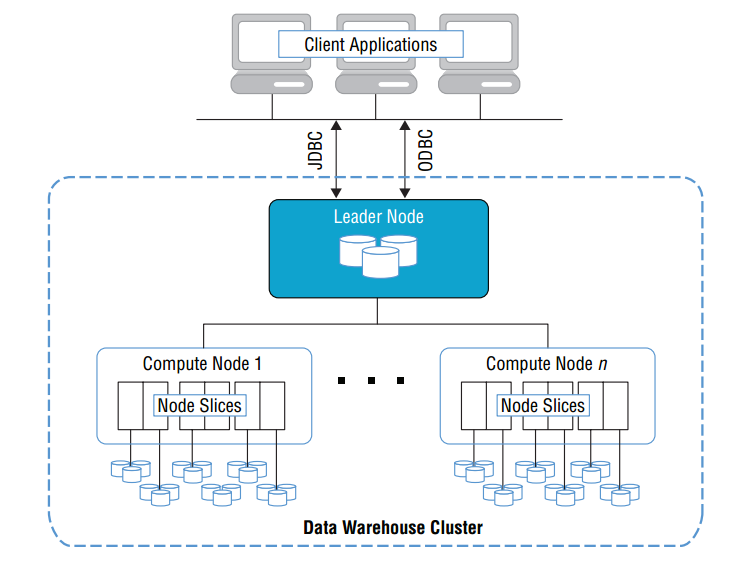 Client Applications
JDBC
ODBC
Leader Node
Compute Node 1
Compute Node n
Node Slices
Node Slices
Data Warehouse Cluster